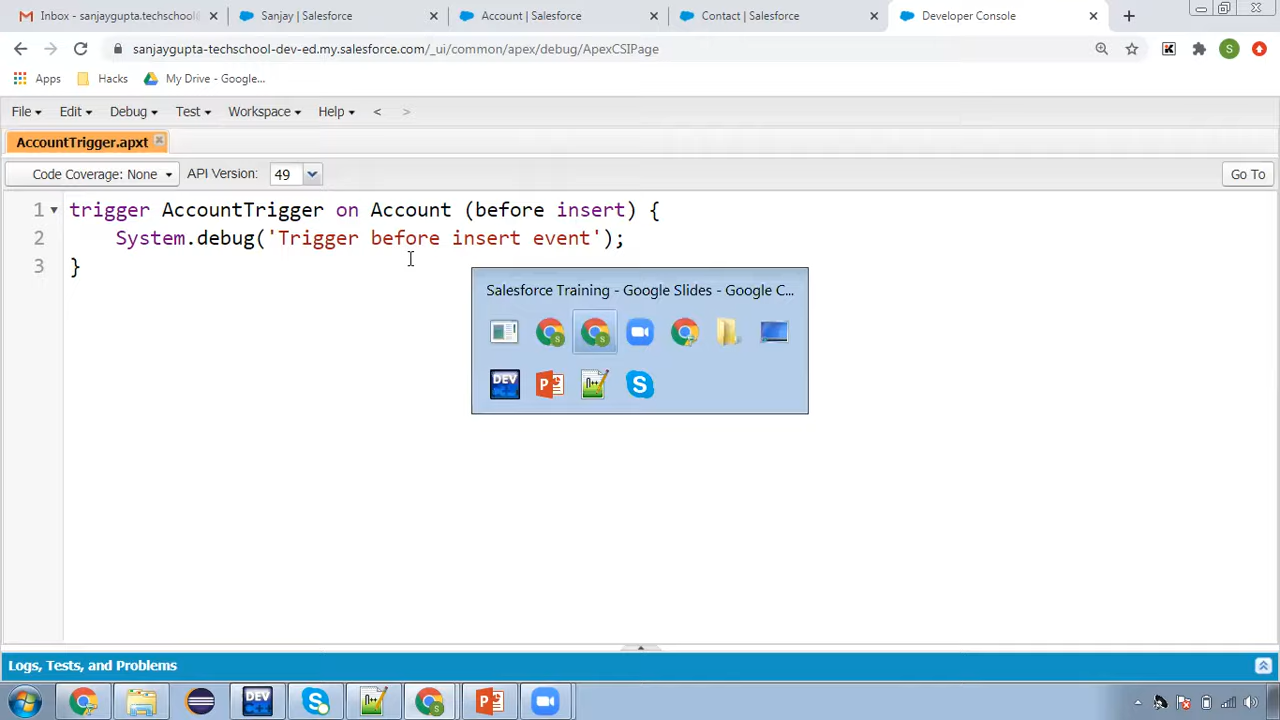 Inbox - sanjaygupta.techschool@
Sanjay | Salesforce
Account | Salesforce
Contact | Salesforce
Developer Console
sanjaygupta-techschool-dev-ed.my.salesforce.com/_ui/common/apex/debug/ApexCSIPage
Apps
Hacks
My Drive - Google...
File
Edit
Debug
Test
Workspace
Help
<
>
AccountTrigger.apxt
Code Coverage: None
API Version:
49
Go To
1 trigger AccountTrigger on Account (before insert) {
2 System.debug('Trigger before insert event');
3 }
Salesforce Training - Google Slides - Google C...
DEV
Logs, Tests, and Problems
DEV